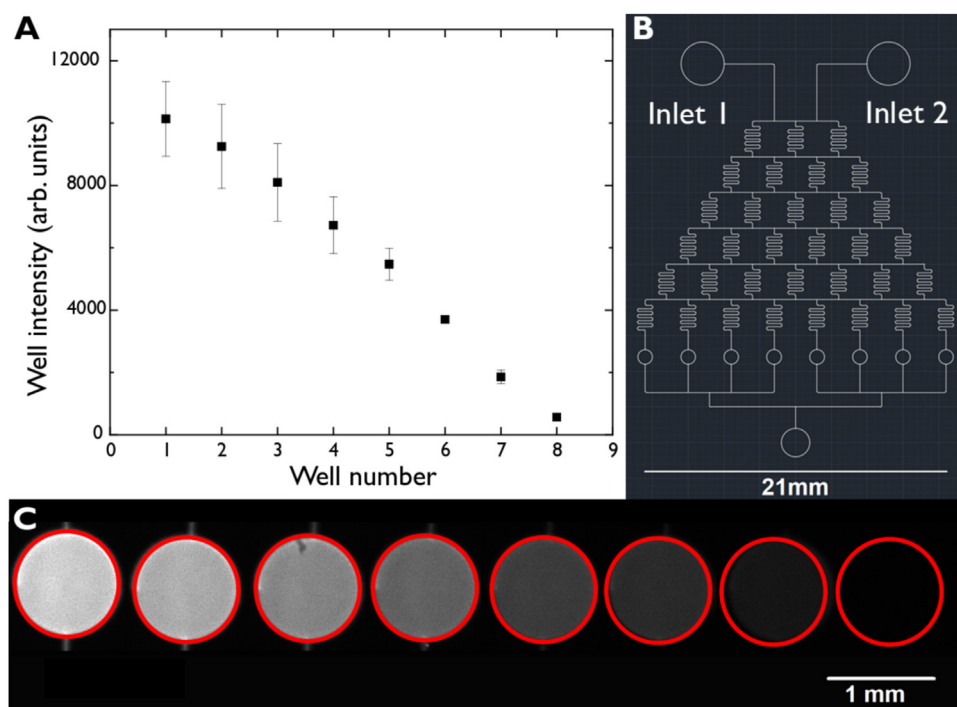 A
Well intensity (arb. units)
12000
8000
4000
0
0 1 2 3 4 5 6 7 8 9
Well number
B
Inlet 1 Inlet 2
21mm
C
1 mm